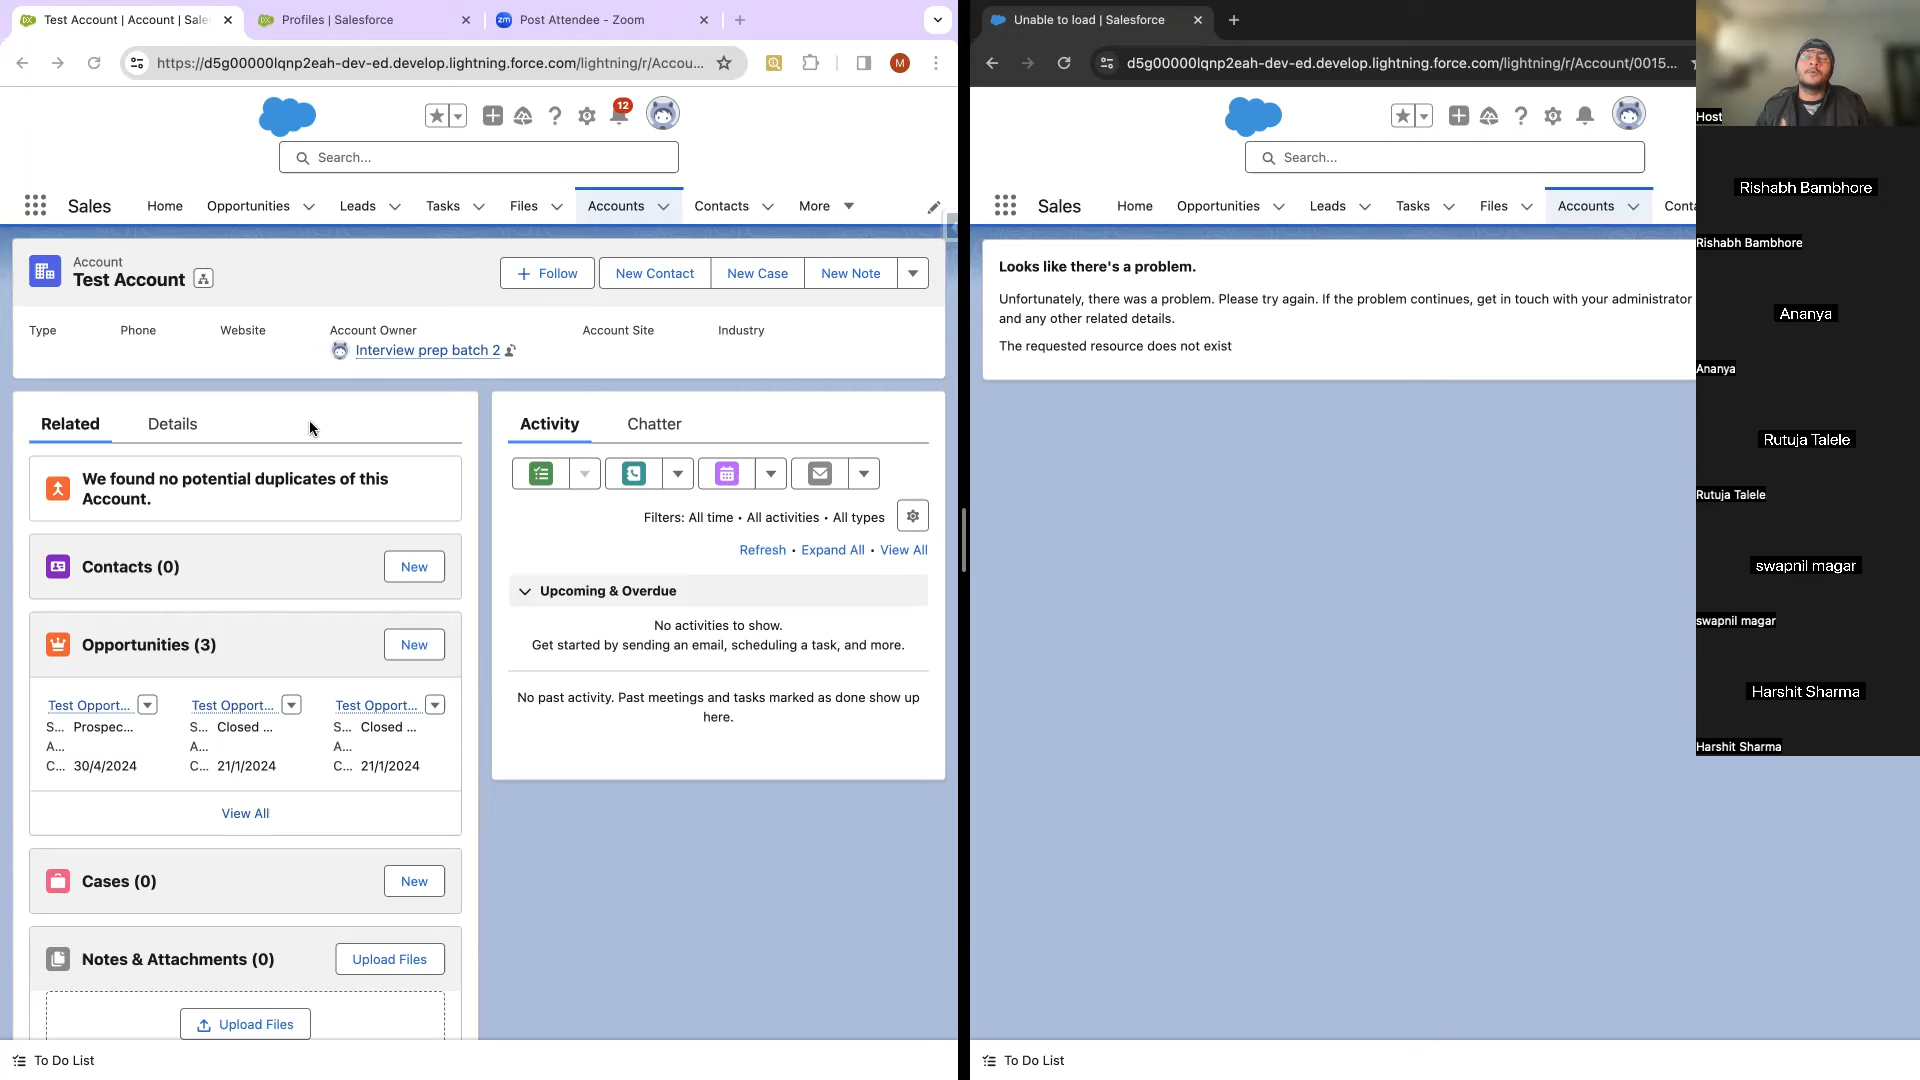 Test Account | Account | Sale
Profiles | Salesforce
zm
Post Attendee - Zoom
https://d5g00000lqnp2eah-dev-ed.develop.lightning.force.com/lightning/r/Accou...
M
12
Search...
Sales
Home
Opportunities
Leads
Tasks
Files
Accounts
Contacts
More
Account
Test Account
Follow
New Contact
New Case
New Note
Type
Phone
Website
Account Owner
Account Site
Industry
Interview prep batch 2
Related
Details
We found no potential duplicates of this
Account.
Contacts (0)
New
Opportunities (3)
New
Test Opport...
Test Opport...
Test Opport...
S... Prospec...
S... Closed ...
S... Closed ...
A...
A...
A...
C... 30/4/2024
C... 21/1/2024
C... 21/1/2024
View All
Cases (0)
New
Notes & Attachments (0)
Upload Files
Upload Files
To Do List
Activity
Chatter
Filters: All time • All activities • All types
Refresh • Expand All • View All
Upcoming & Overdue
No activities to show.
Get started by sending an email, scheduling a task, and more.
No past activity. Past meetings and tasks marked as done show up
here.
Unable to load | Salesforce
d5g00000lqnp2eah-dev-ed.develop.lightning.force.com/lightning/r/Account/0015...
Search...
Sales
Home
Opportunities
Leads
Tasks
Files
Accounts
Conta
Looks like there's a problem.
Unfortunately, there was a problem. Please try again. If the problem continues, get in touch with your administrator
and any other related details.
The requested resource does not exist
To Do List
Host
Rishabh Bambhore
Rishabh Bambhore
Ananya
Ananya
Rutuja Talele
Rutuja Talele
swapnil magar
swapnil magar
Harshit Sharma
Harshit Sharma